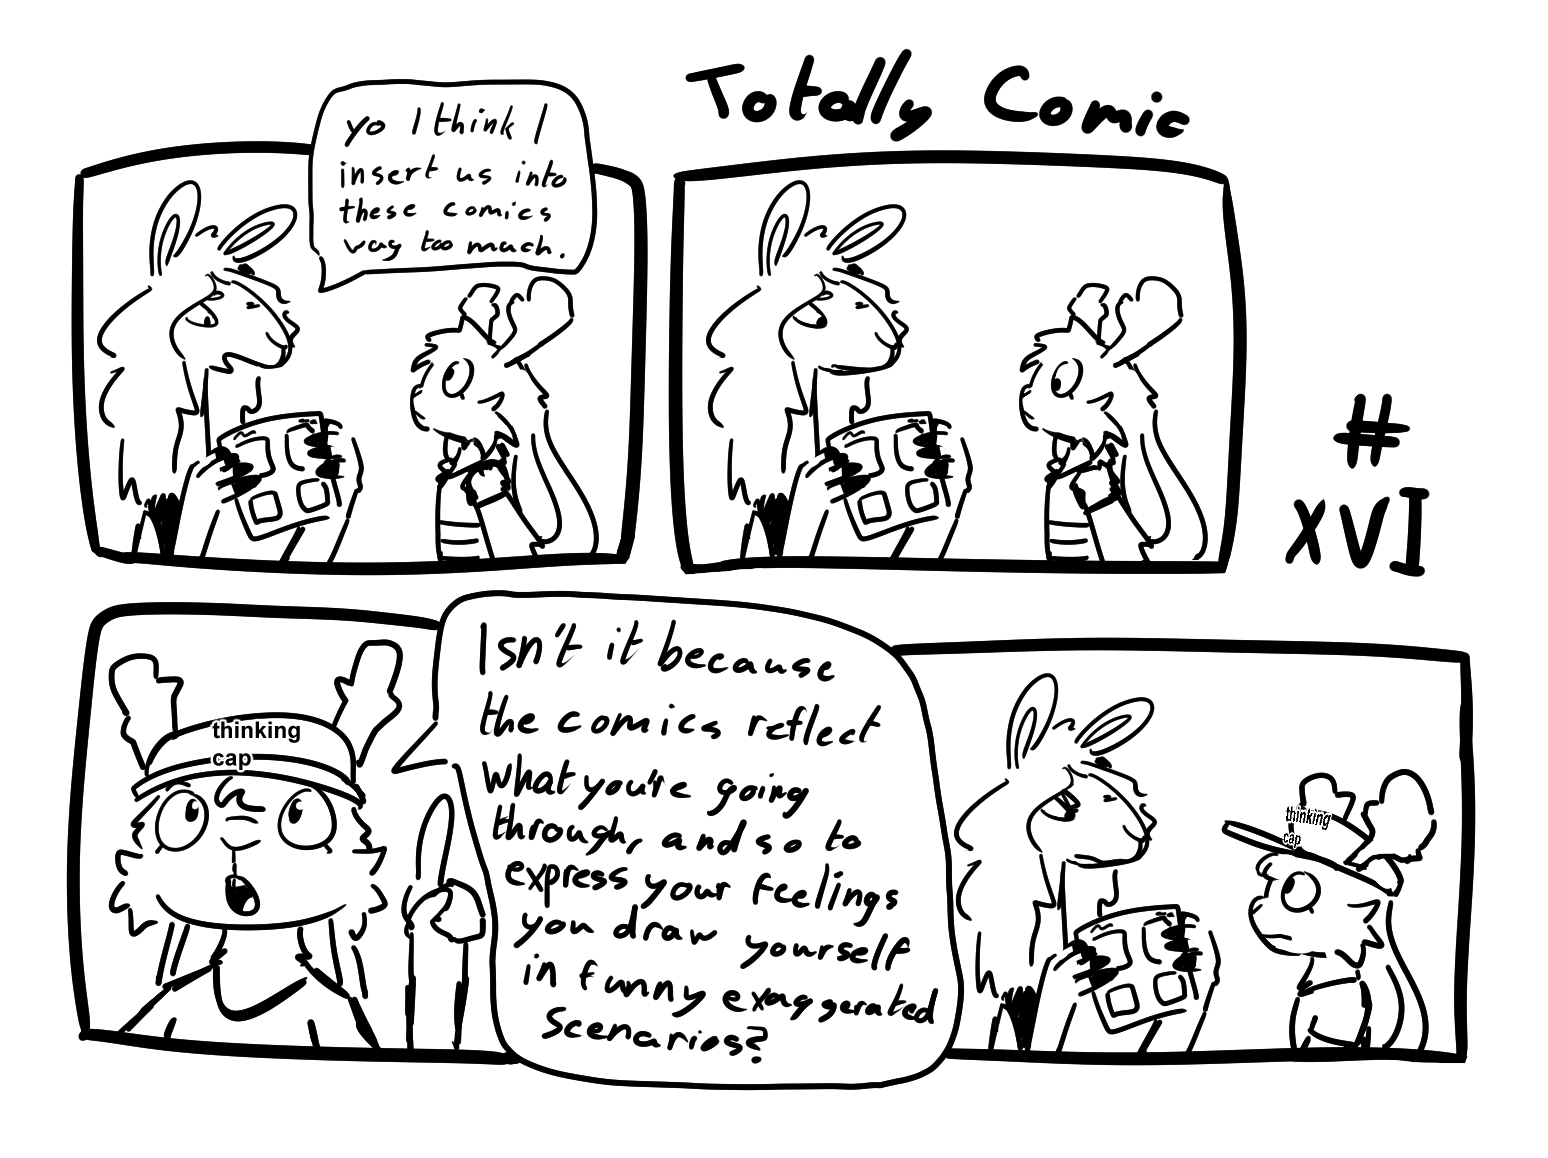 Totally Comic
yo I think I
insert us into
these comics
way too much.
#
XVI
thinking
cap
Isn't it because
the comics reflect
what you're going
through, and so to
express your feelings
you draw yourself
in funny exaggerated
scenarios?
thinking
cap